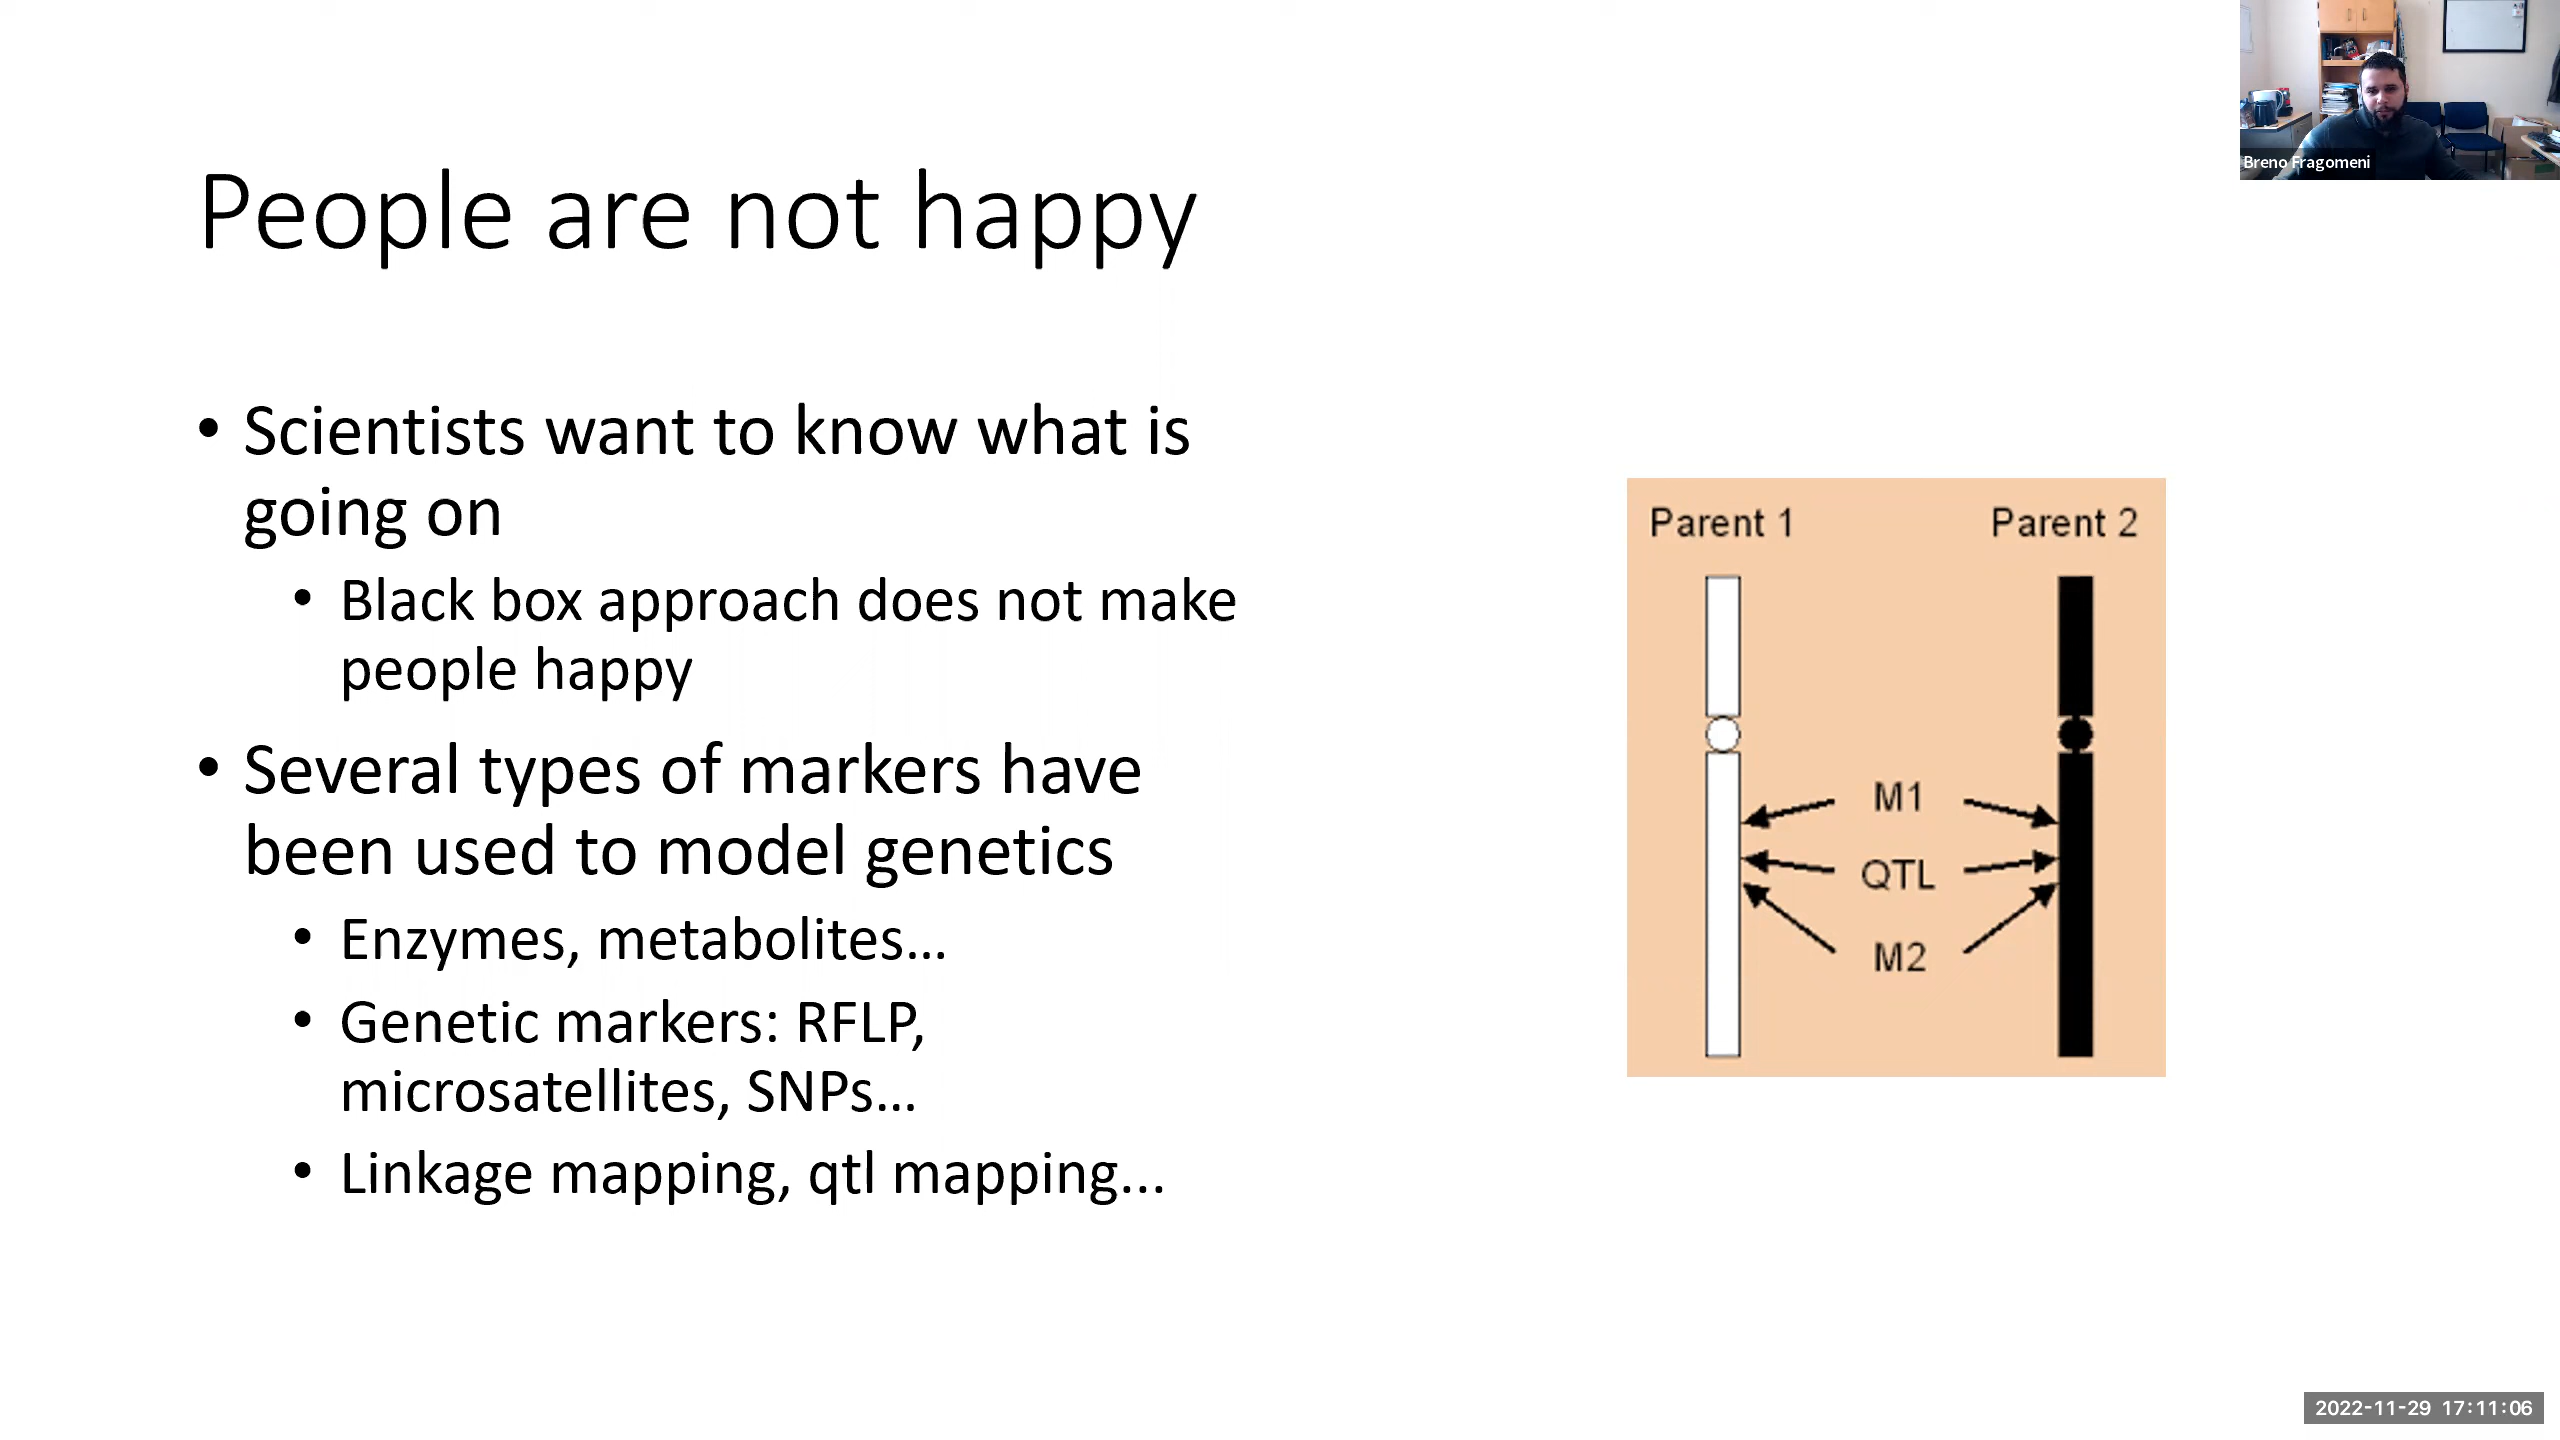 People are not happy
• Scientists want to know what is
going on
• Black box approach does not make
people happy
• Several types of markers have
been used to model genetics
• Enzymes, metabolites…
• Genetic markers: RFLP,
microsatellites, SNPs…
• Linkage mapping, qtl mapping…
Parent 1 Parent 2
M1
QTL
M2
Breno Fragomeni
2022-11-29 17:11:06